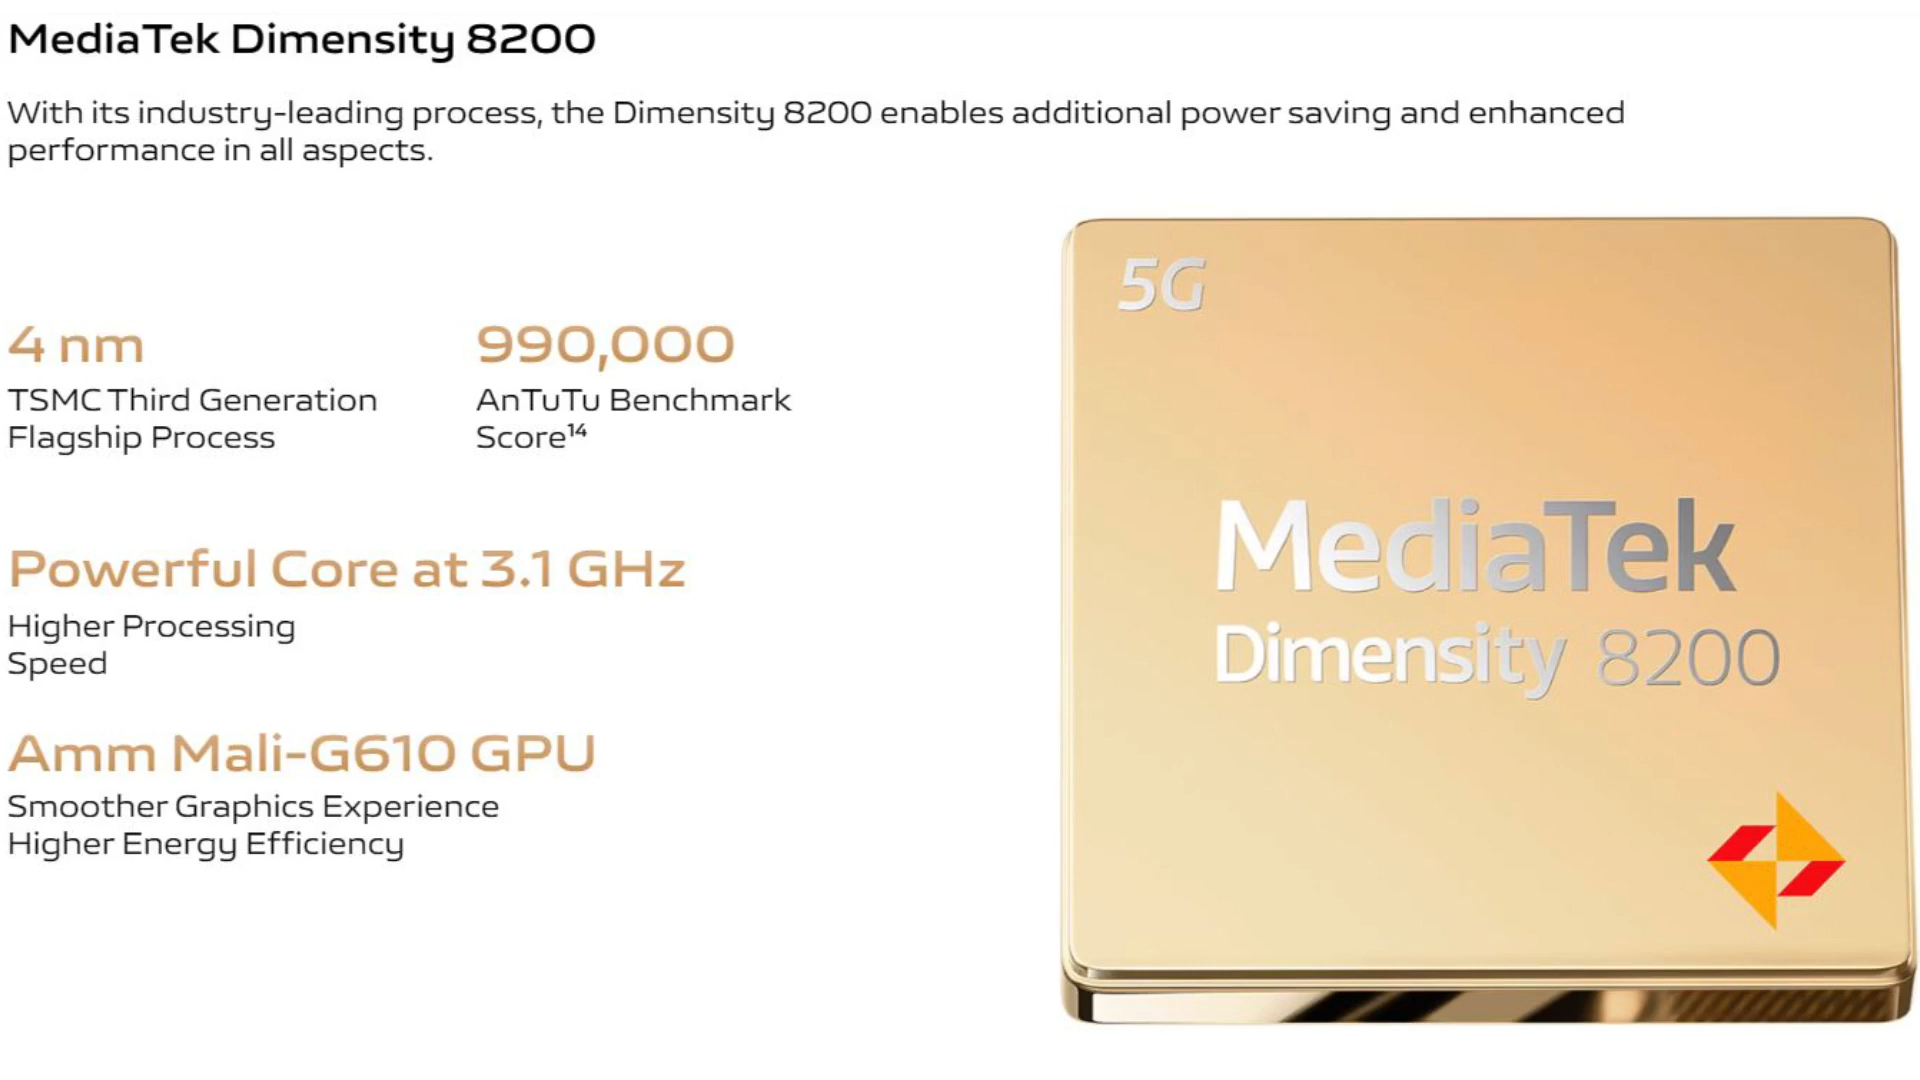 MediaTek Dimensity 8200
With its industry-leading process, the Dimensity 8200 enables additional power saving and enhanced
performance in all aspects.
4 nm
TSMC Third Generation
Flagship Process
990,000
AnTuTu Benchmark
Score¹⁴
Powerful Core at 3.1 GHz
Higher Processing
Speed
Amm Mali-G610 GPU
Smoother Graphics Experience
Higher Energy Efficiency
5G
MediaTek
Dimensity 8200